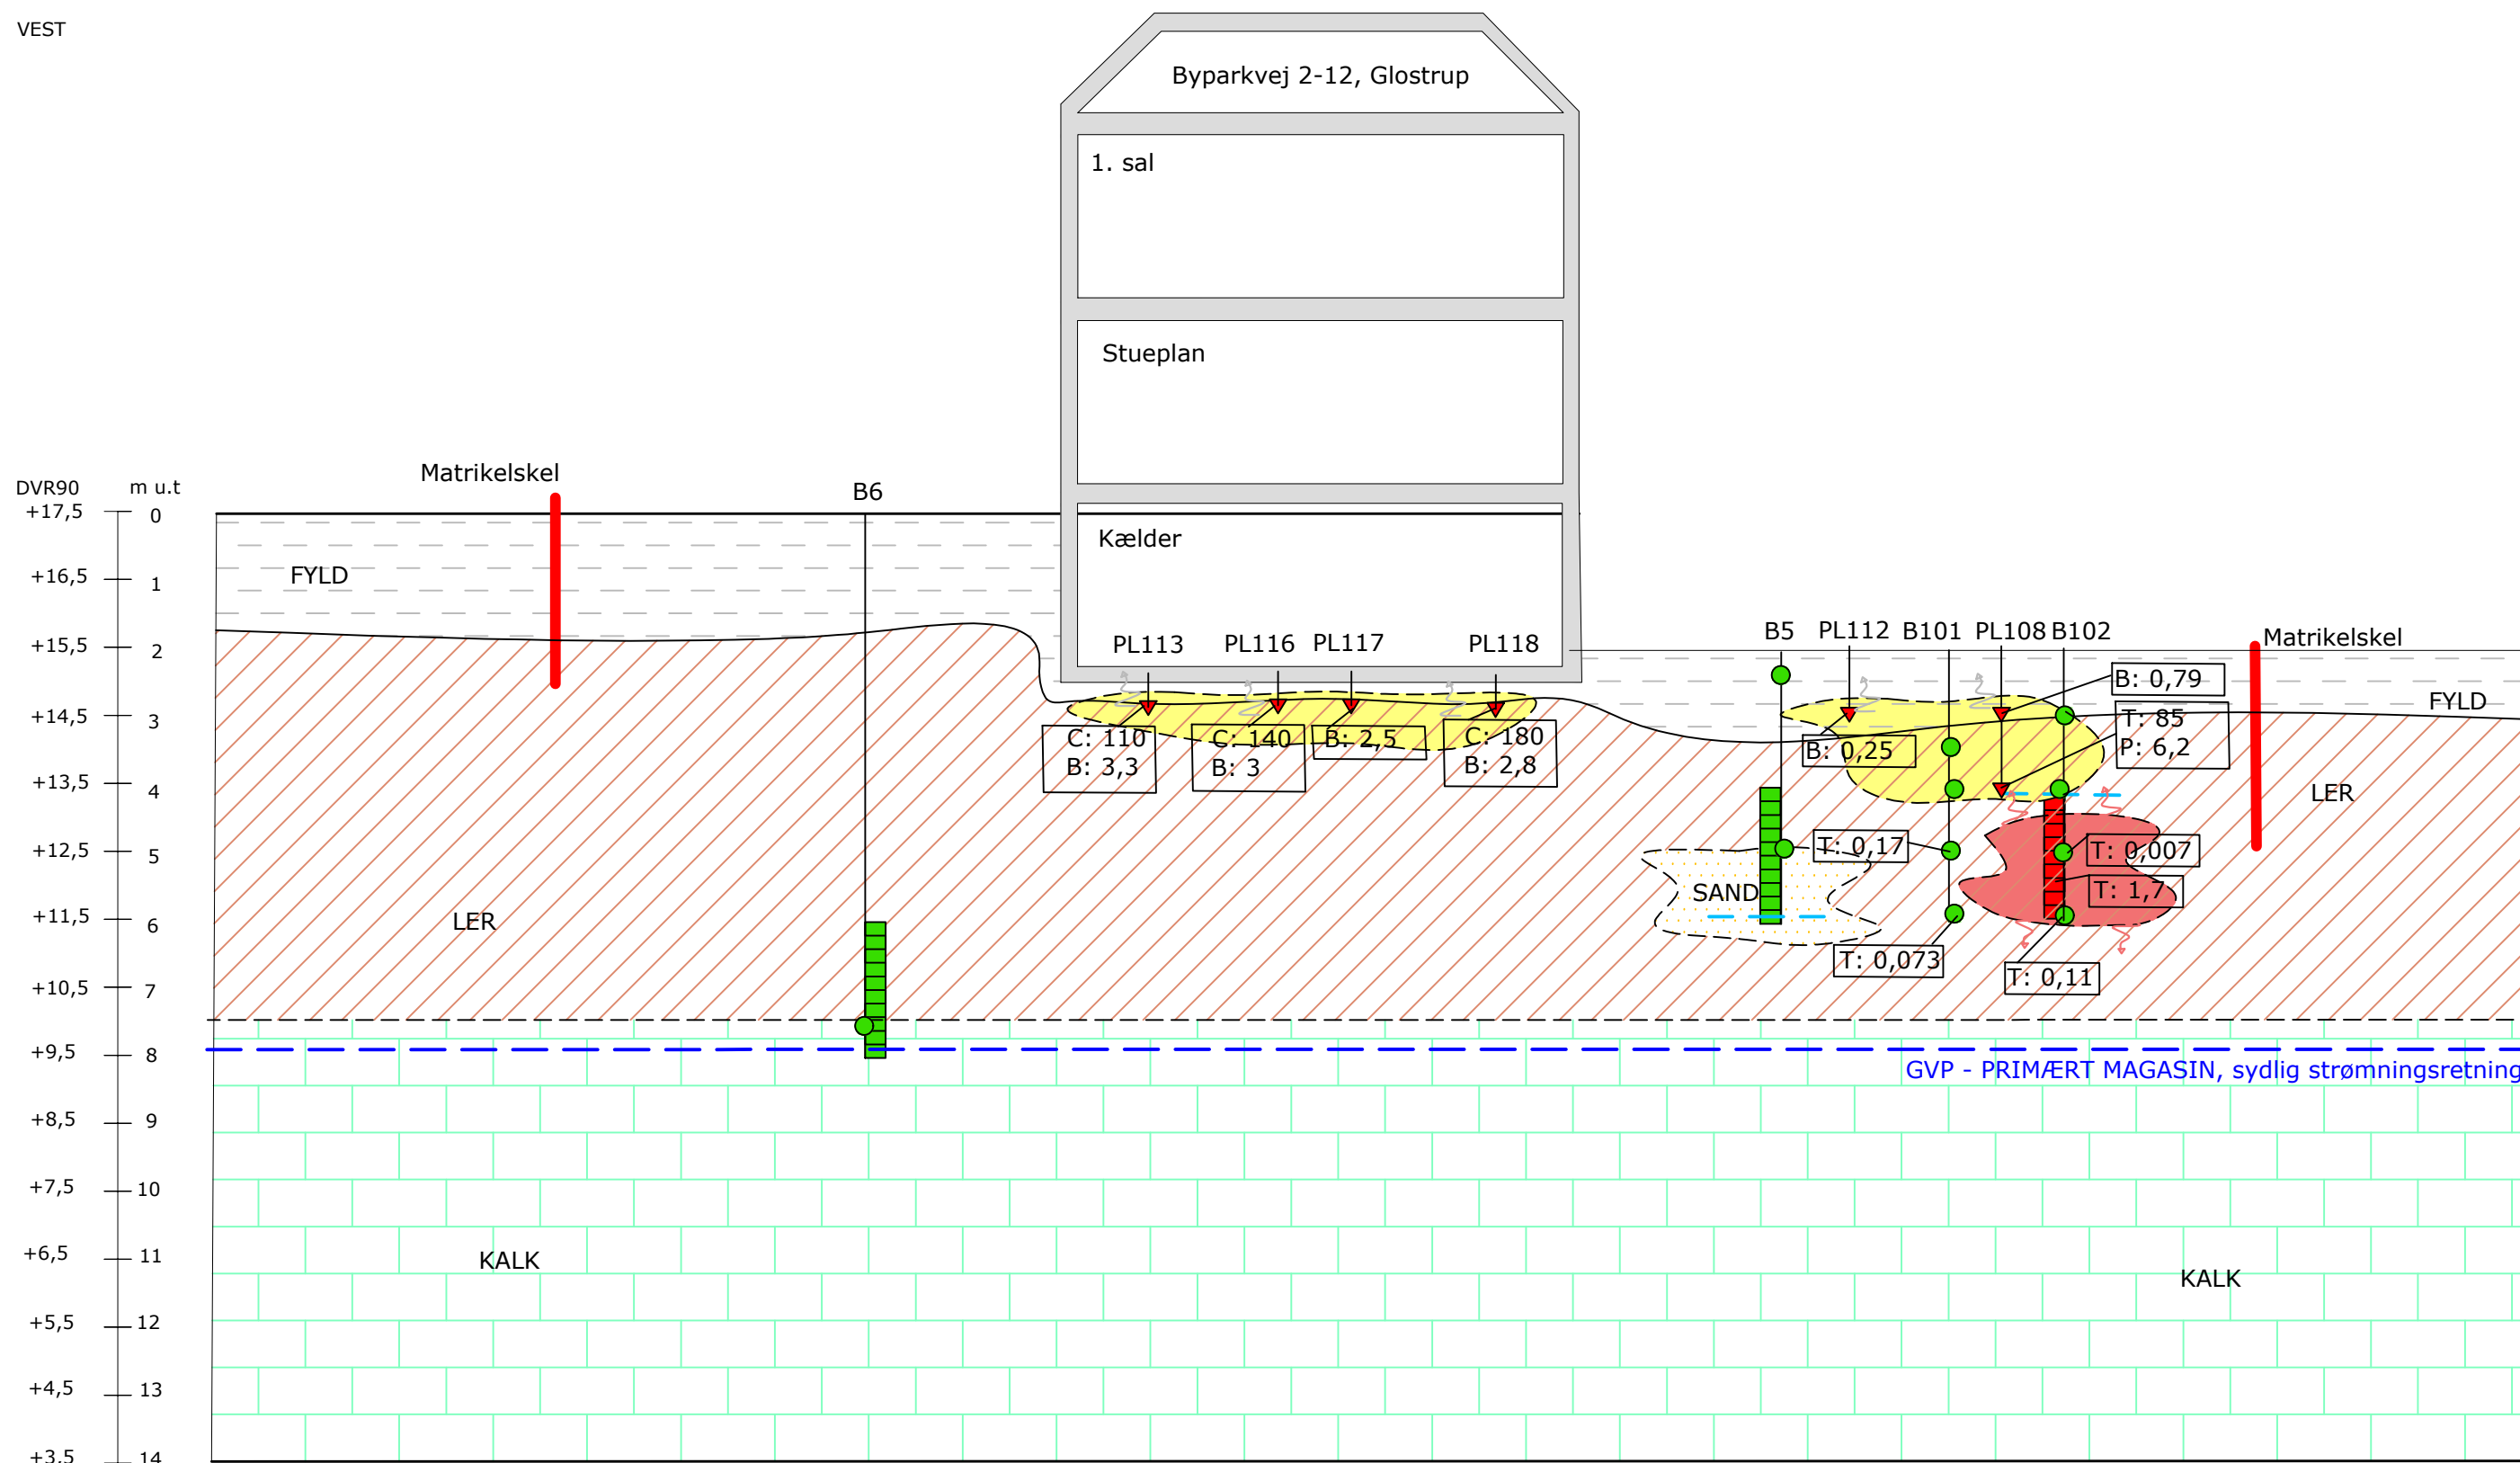 VEST
Byparkvej 2-12, Glostrup
1. sal
Stueplan
Kælder
Matrikelskel
B6
DVR90
m u.t
+17,5
0
+16,5
1
+15,5
2
+14,5
3
+13,5
4
+12,5
5
+11,5
6
+10,5
7
+9,5
8
+8,5
9
+7,5
10
+6,5
11
+5,5
12
+4,5
13
+3,5
14
FYLD
PL113
PL116
PL117
PL118
B5
PL112
B101
PL108
B102
Matrikelskel
C: 110
B: 3,3
C: 140
B: 3
B: 2,5
C: 180
B: 2,8
B: 0,25
B: 0,79
T: 85
P: 6,2
FYLD
LER
T: 0,17
T: 0,007
T: 1,7
SAND
T: 0,073
T: 0,11
LER
GVP - PRIMÆRT MAGASIN, sydlig strømningsretning
KALK
KALK